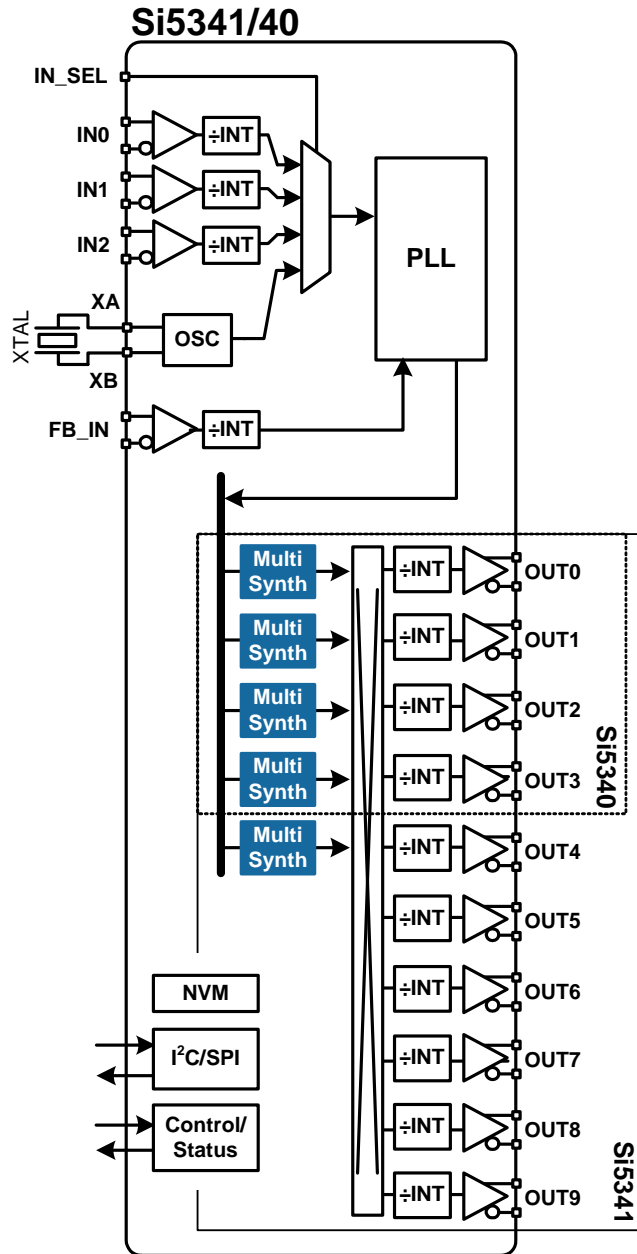 Si5341/40
IN_SEL
IN0
÷INT
IN1
÷INT
IN2
÷INT
PLL
XTAL
XA
OSC
XB
FB_IN
÷INT
Multi
Synth
÷INT
OUT0
Multi
Synth
÷INT
OUT1
Multi
Synth
÷INT
OUT2
Multi
Synth
÷INT
OUT3
Si5340
Multi
Synth
÷INT
OUT4
÷INT
OUT5
NVM
÷INT
OUT6
I²C/SPI
÷INT
OUT7
Control/
Status
÷INT
OUT8
÷INT
OUT9
Si5341